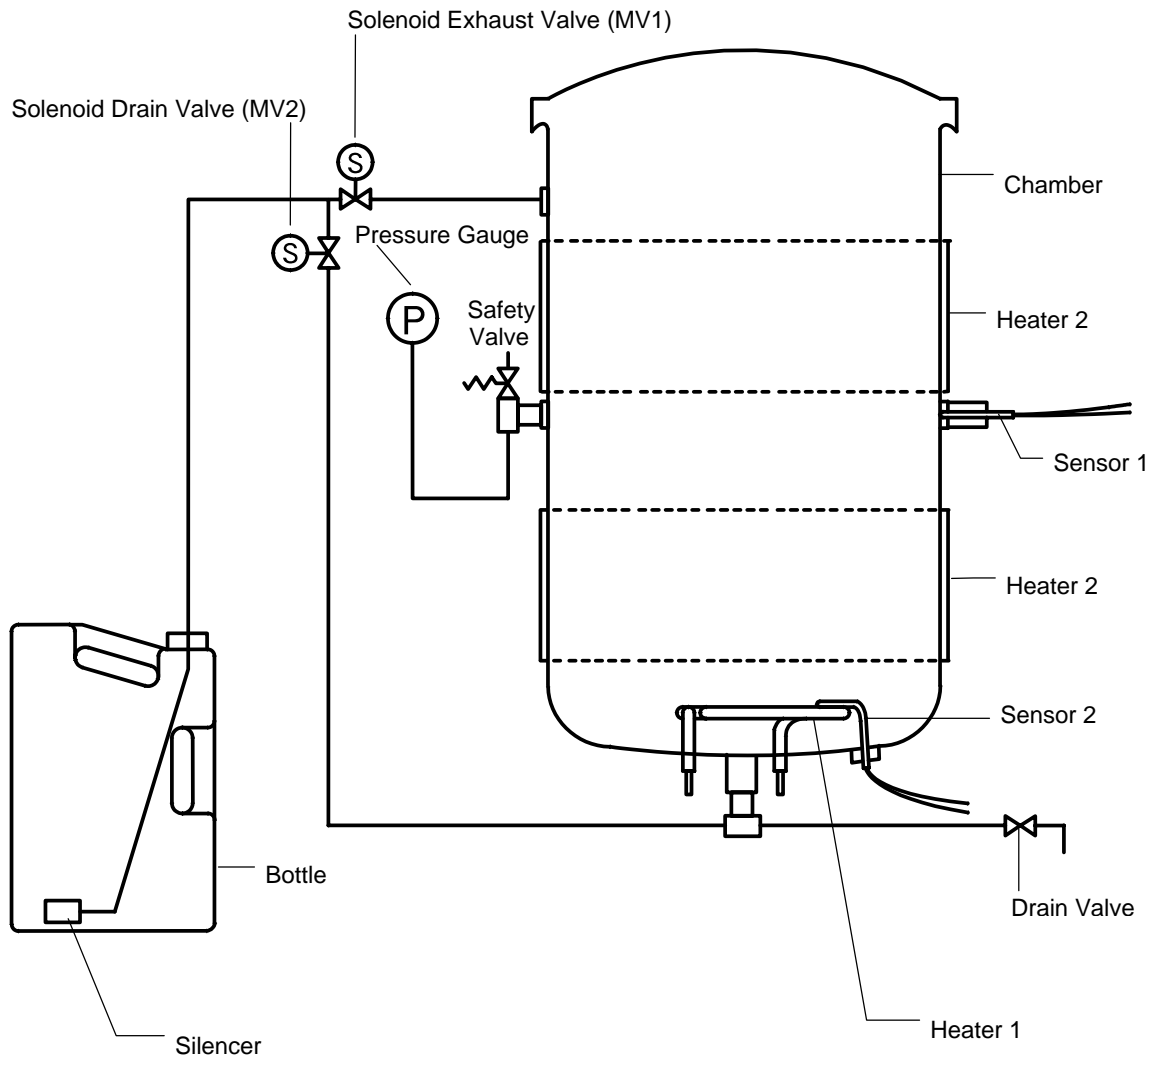 Solenoid Exhaust Valve (MV1)
Solenoid Drain Valve (MV2)
S
Chamber
S
Pressure Gauge
P
Safety
Valve
Heater 2
Sensor 1
Heater 2
Sensor 2
Bottle
Drain Valve
Heater 1
Silencer